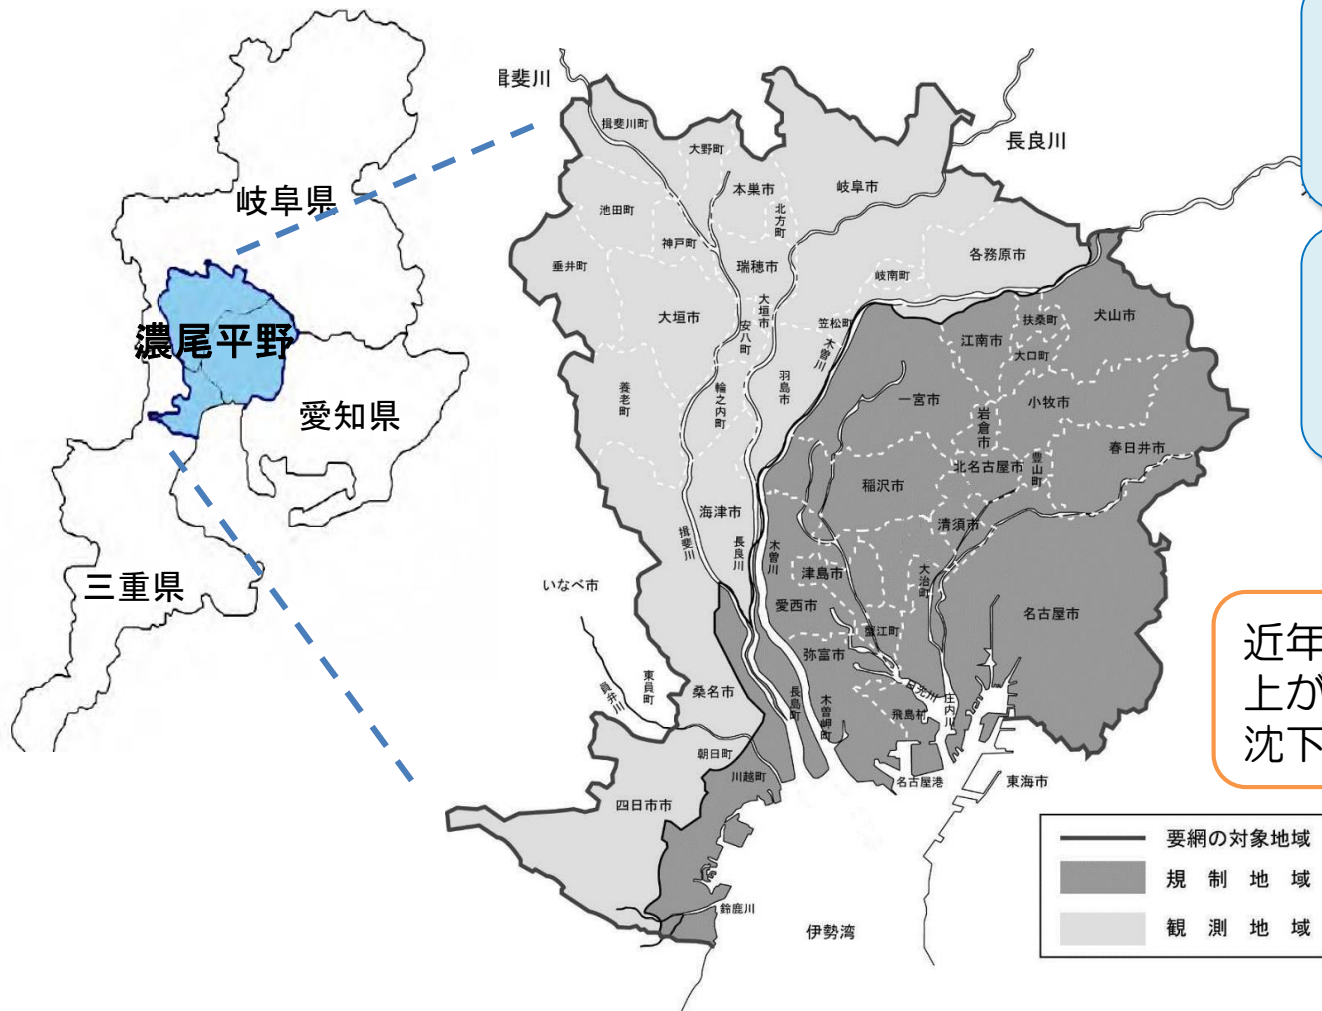 岐阜県
濃尾平野
愛知県
三重県
揖斐川
長良川
揖斐川町
大野町
本巣市
岐阜市
池田町
北方町
神戸町
各務原市
垂井町
瑞穂市
岐南町
大垣市
安八町
大垣市
笠松町
木曽川
扶桑町
犬山市
江南市
大口町
養老町
輪之内町
羽島市
一宮市
岩倉市
小牧市
春日井市
北名古屋市
豊山町
稲沢市
海津市
清須市
揖斐川
長良川
木曽川
津島市
大治町
いなべ市
愛西市
名古屋市
蟹江町
弥富市
員弁川
東員町
桑名市
長島町
木曽岬町
日光川
飛島村
庄内川
朝日町
川越町
名古屋港
東海市
四日市市
鈴鹿川
伊勢湾
近年
上が
沈下
要綱の対象地域
規制地域
観測地域